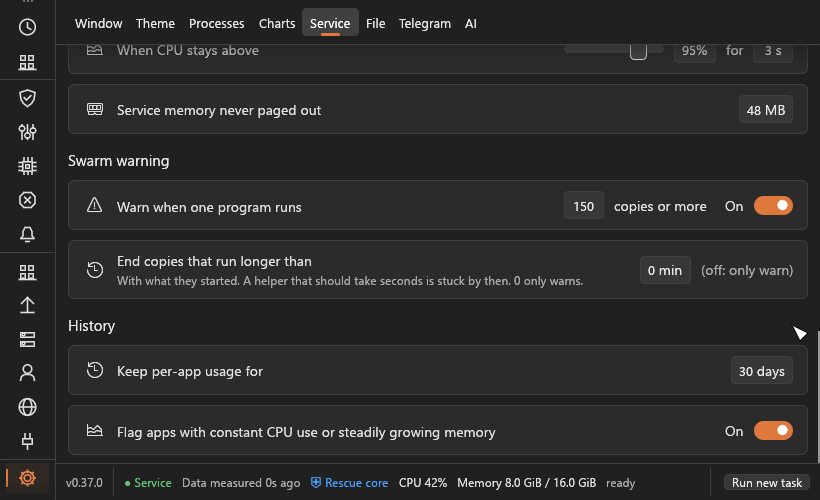 Window Theme Processes Charts Service File Telegram AI
When CPU stays above 95% for 3 s
Service memory never paged out 48 MB
Swarm warning
Warn when one program runs 150 copies or more On
End copies that run longer than
With what they started. A helper that should take seconds is stuck by then. 0 only warns.
0 min (off: only warn)
History
Keep per-app usage for 30 days
Flag apps with constant CPU use or steadily growing memory On
v0.37.0 Service Data measured 0s ago Rescue core CPU 42% Memory 8.0 GiB / 16.0 GiB ready Run new task